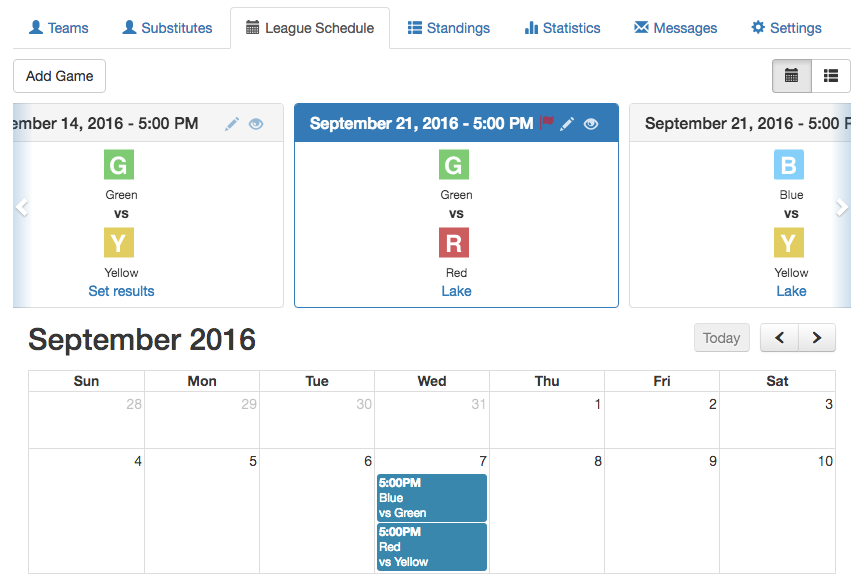 Teams
Substitutes
League Schedule
Standings
Statistics
Messages
Settings
Add Game
ember 14, 2016 - 5:00 PM
G
Green
vs
Y
Yellow
Set results
September 21, 2016 - 5:00 PM
G
Green
vs
R
Red
Lake
September 21, 2016 - 5:00 P
B
Blue
vs
Y
Yellow
Lake
September 2016
Today
Sun Mon Tue Wed Thu Fri Sat
28 29 30 31 1 2 3
4 5 6 7 8 9 10
5:00PM
Blue
vs Green
5:00PM
Red
vs Yellow